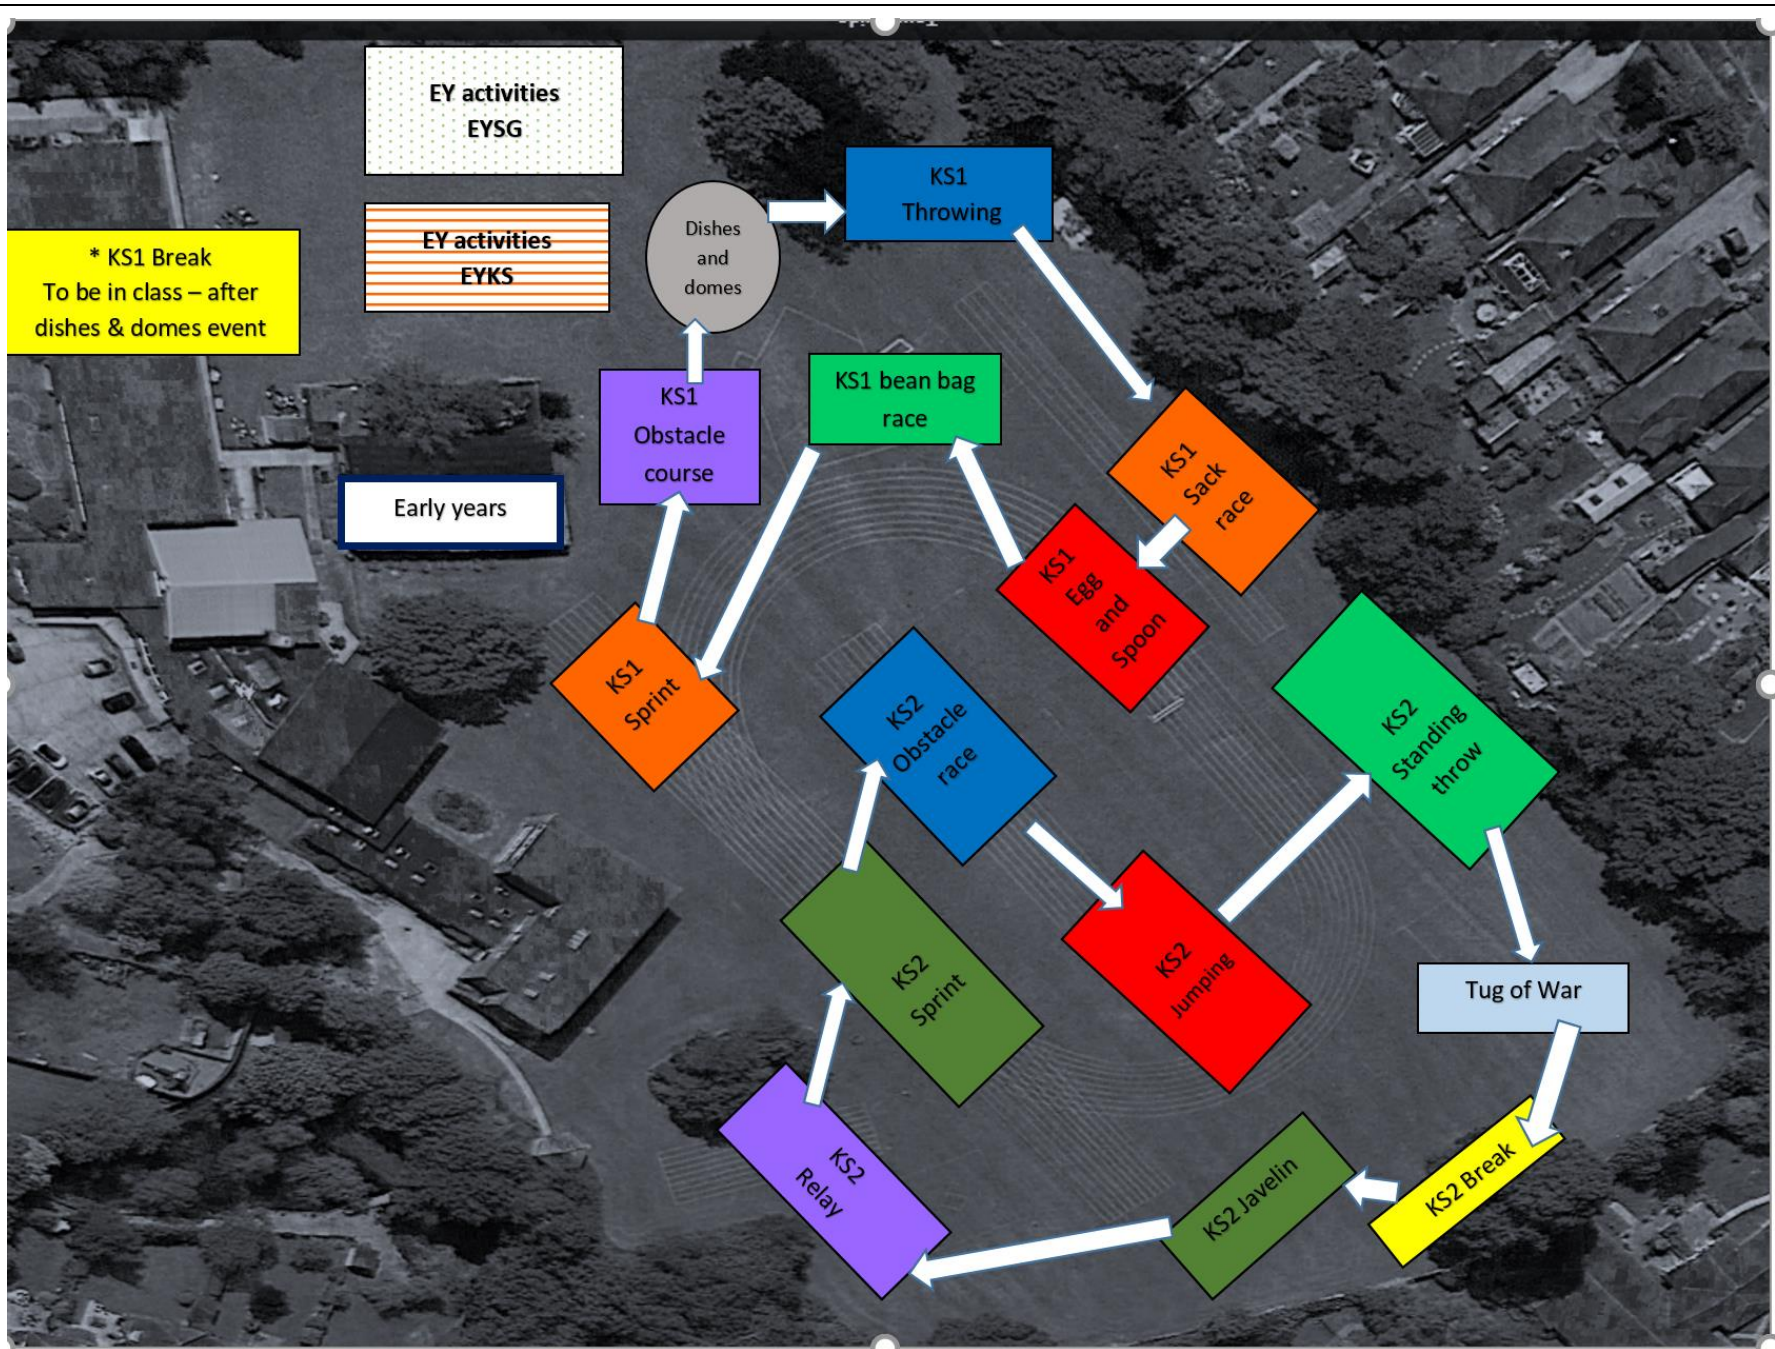 EY activities
EYSG
KS1
Throwing
EY activities
EYKS
Dishes
and
domes
* KS1 Break
To be in class – after
dishes & domes event
KS1
Obstacle
course
KS1 bean bag
race
KS1
Sack
race
Early years
KS1
Egg
and
Spoon
KS1
Sprint
KS2
Obstacle
race
KS2
Standing
throw
KS2
Sprint
KS2
Jumping
Tug of War
KS2
Relay
KS2 Javelin
KS2 Break